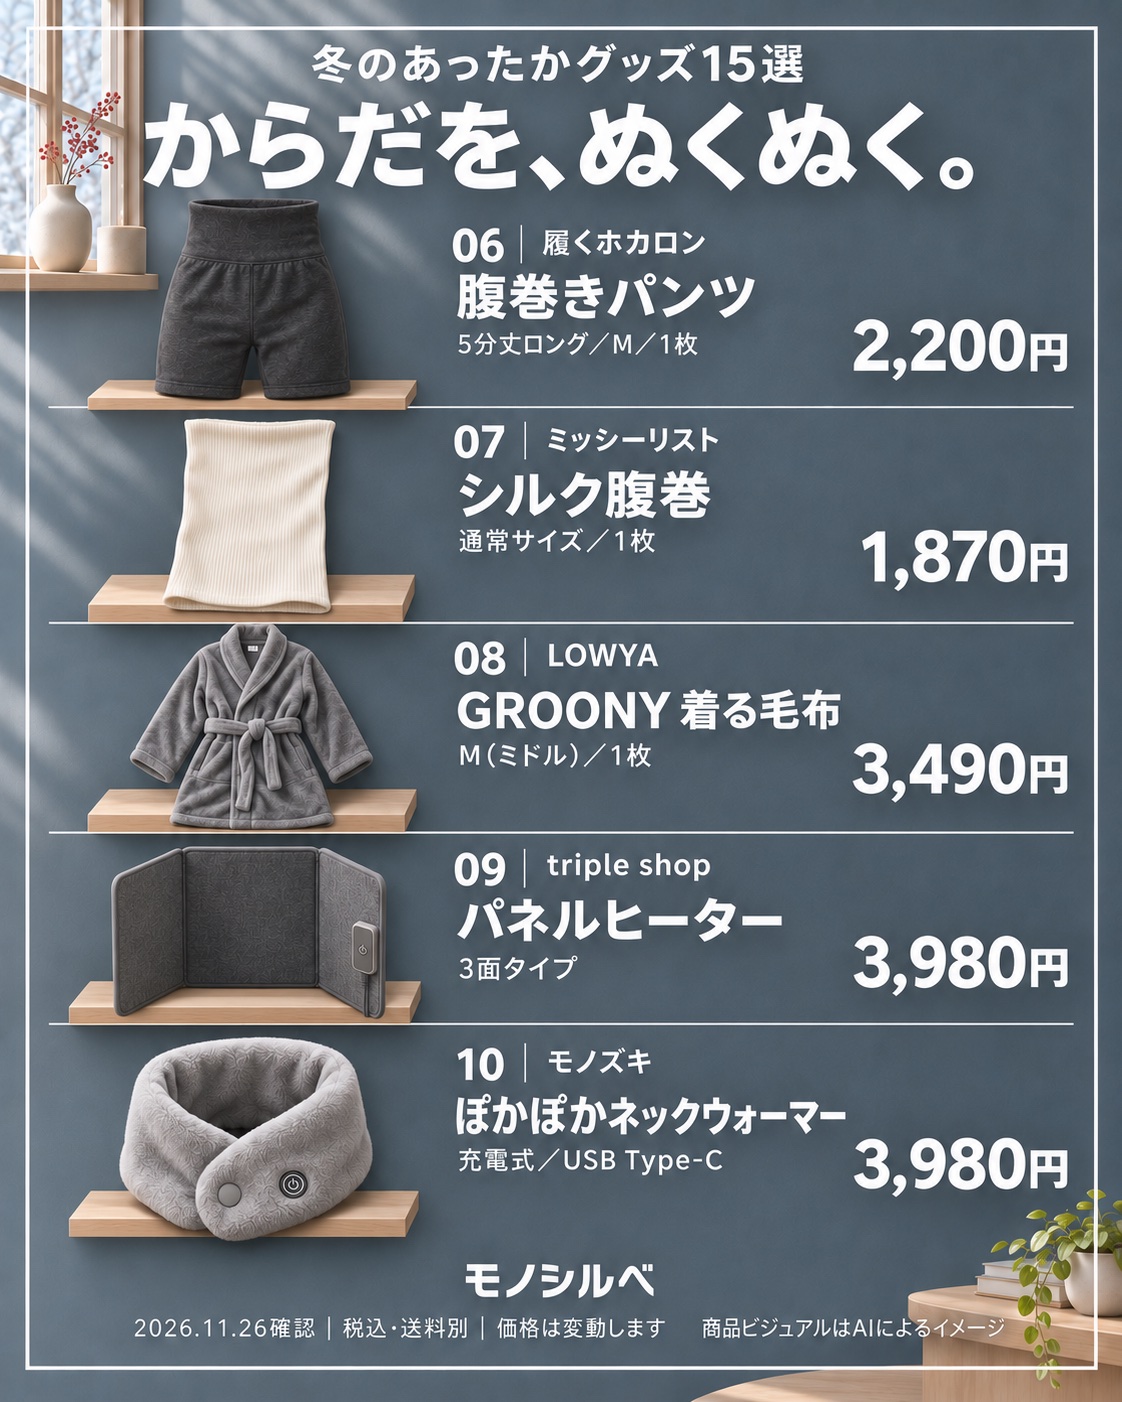 冬のあったかグッズ15選
からだを、ぬくぬく。
06｜履くホカロン
腹巻きパンツ
5分丈ロング／M／1枚
2,200円
07｜ミッシーリスト
シルク腹巻
通常サイズ／1枚
1,870円
08｜LOWYA
GROONY 着る毛布
M（ミドル）／1枚
3,490円
09｜triple shop
パネルヒーター
3面タイプ
3,980円
10｜モノズキ
ぽかぽかネックウォーマー
充電式／USB Type-C
3,980円
モノシルベ
2026.11.26確認｜税込・送料別｜価格は変動します　商品ビジュアルはAIによるイメージ